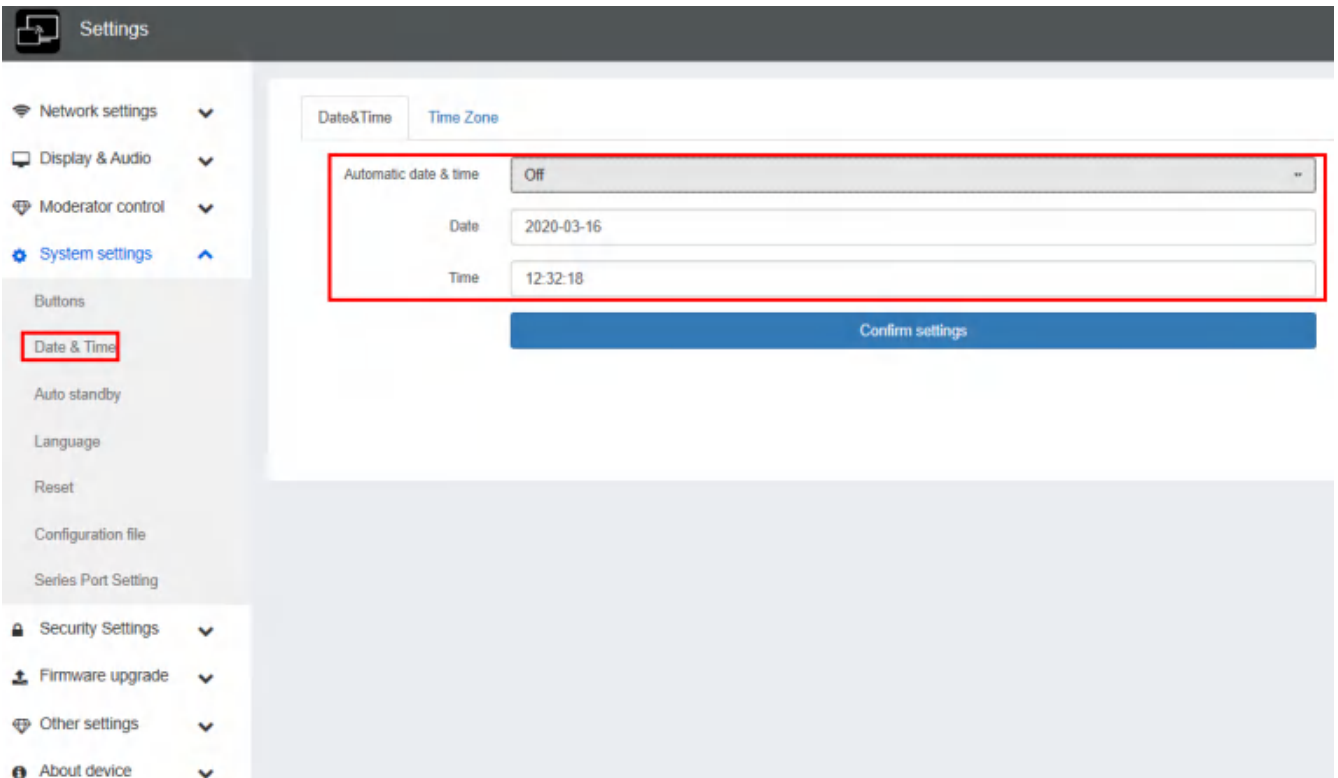 Settings
Network settings
Display & Audio
Moderator control
System settings
Buttons
Date & Time
Auto standby
Language
Reset
Configuration file
Series Port Setting
Security Settings
Firmware upgrade
Other settings
About device
Date&Time Time Zone
Automatic date & time Off
Date 2020-03-16
Time 12:32:18
Confirm settings